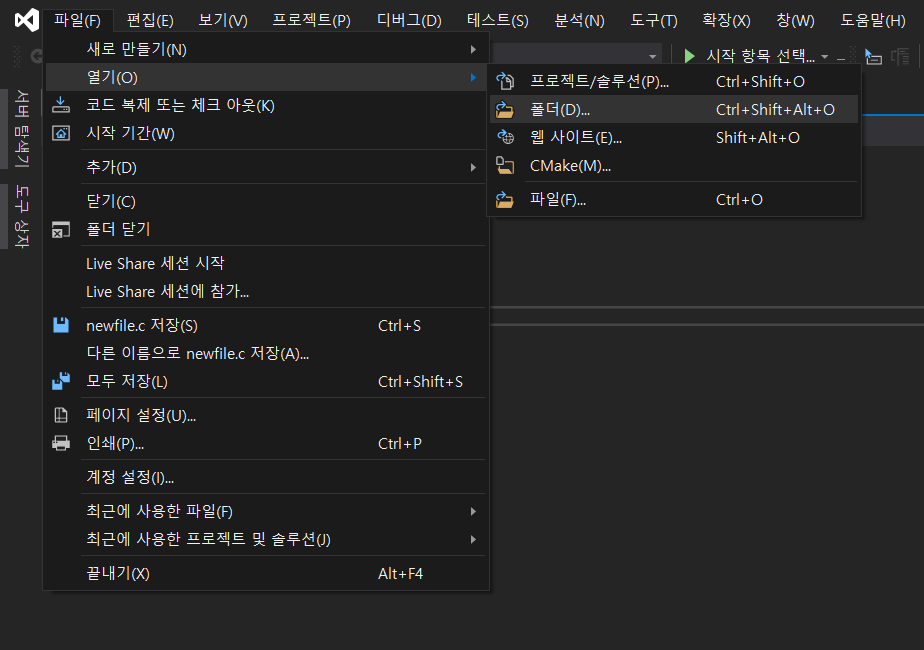 파일(F) 편집(E) 보기(V) 프로젝트(P) 디버그(D) 테스트(S) 분석(N) 도구(T) 확장(X) 창(W) 도움말(H)
시작 항목 선택...
서버 탐색기
도구 상자
새로 만들기(N)
열기(O)
코드 복제 또는 체크 아웃(K)
시작 기간(W)
추가(D)
닫기(C)
폴더 닫기
Live Share 세션 시작
Live Share 세션에 참가...
newfile.c 저장(S) Ctrl+S
다른 이름으로 newfile.c 저장(A)...
모두 저장(L) Ctrl+Shift+S
페이지 설정(U)...
인쇄(P)... Ctrl+P
계정 설정(I)...
최근에 사용한 파일(F)
최근에 사용한 프로젝트 및 솔루션(J)
끝내기(X) Alt+F4
프로젝트/솔루션(P)... Ctrl+Shift+O
폴더(D)... Ctrl+Shift+Alt+O
웹 사이트(E)... Shift+Alt+O
CMake(M)...
파일(F)... Ctrl+O